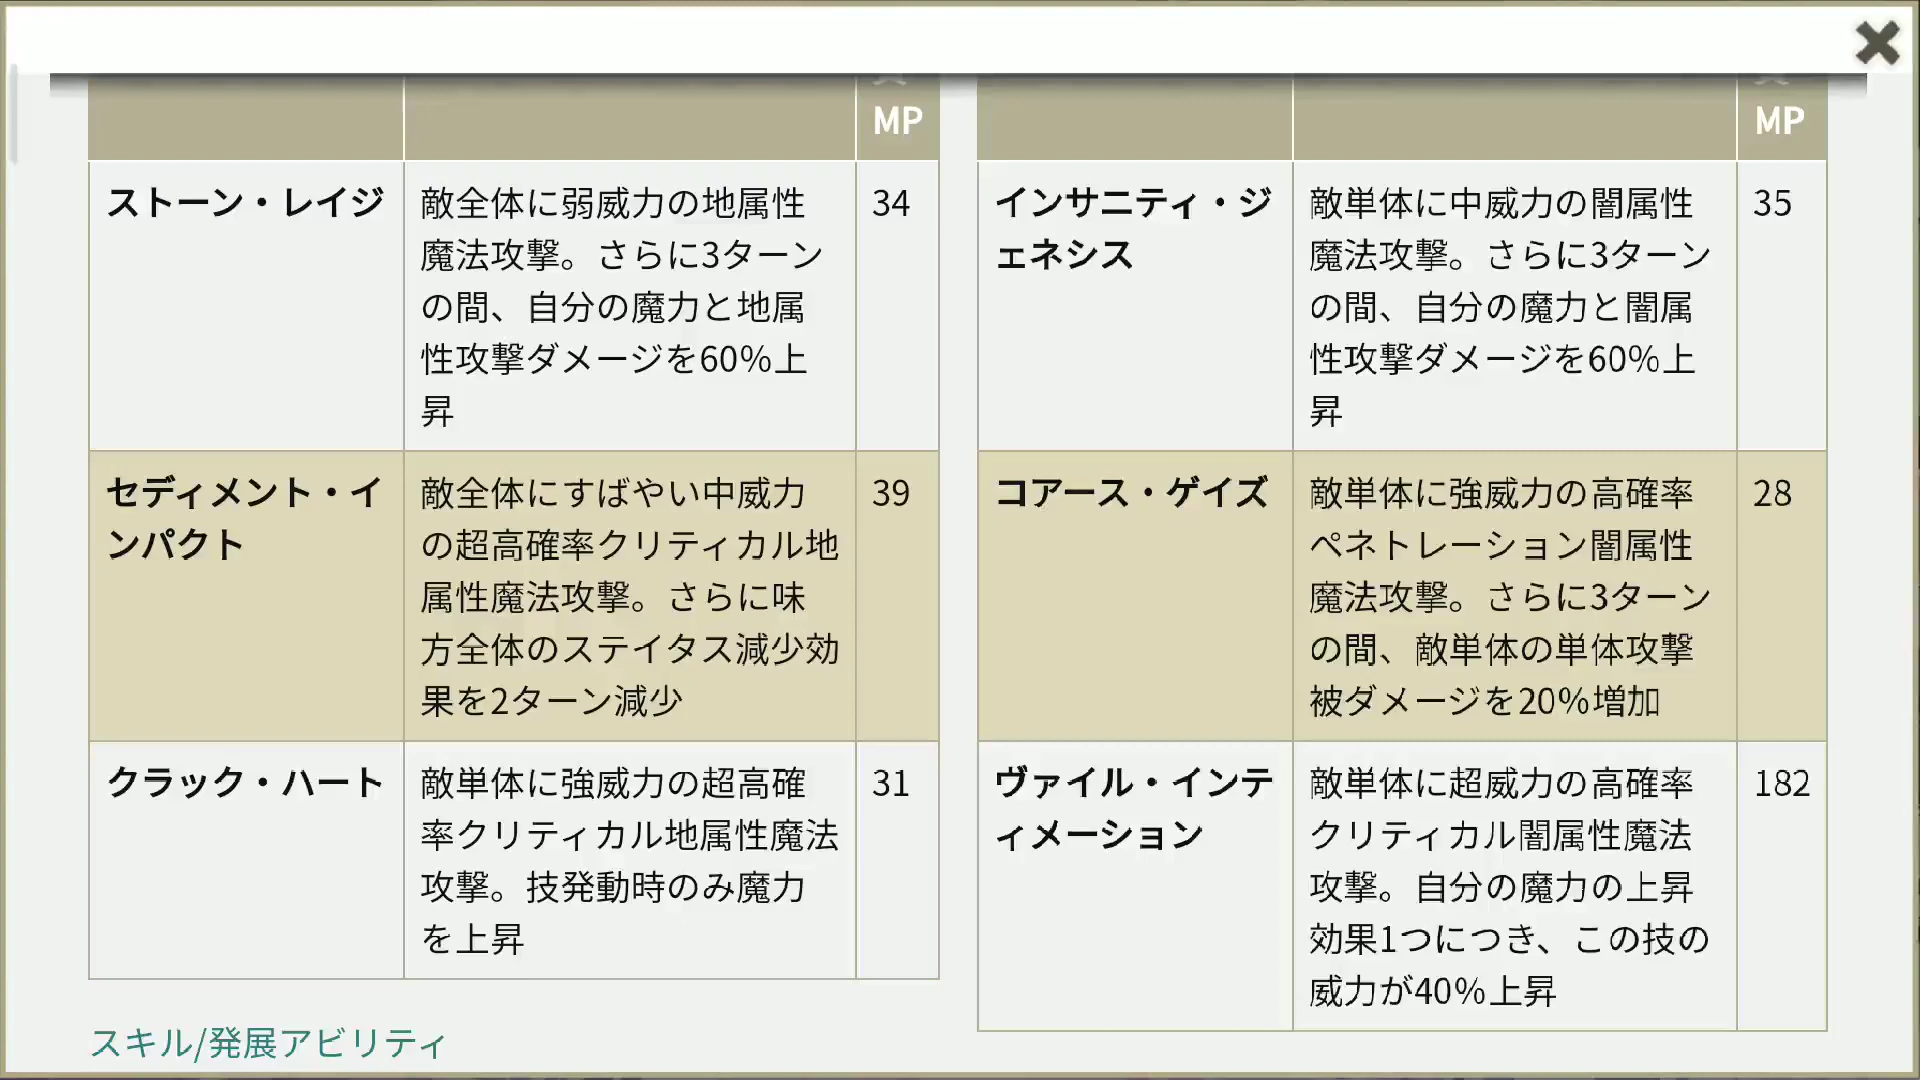 MP
ストーン・レイジ
敵全体に弱威力の地属性
魔法攻撃。さらに3ターン
の間、自分の魔力と地属
性攻撃ダメージを60%上
昇
34
セディメント・イ
ンパクト
敵全体にすばやい中威力
の超高確率クリティカル地
属性魔法攻撃。さらに味
方全体のステイタス減少効
果を2ターン減少
39
クラック・ハート
敵単体に強威力の超高確
率クリティカル地属性魔法
攻撃。技発動時のみ魔力
を上昇
31
スキル/発展アビリティ
MP
インサニティ・ジ
ェネシス
敵単体に中威力の闇属性
魔法攻撃。さらに3ターン
の間、自分の魔力と闇属
性攻撃ダメージを60%上
昇
35
コアース・ゲイズ
敵単体に強威力の高確率
ペネトレーション闇属性
魔法攻撃。さらに3ターン
の間、敵単体の単体攻撃
被ダメージを20%増加
28
ヴァイル・インテ
ィメーション
敵単体に超威力の高確率
クリティカル闇属性魔法
攻撃。自分の魔力の上昇
効果1つにつき、この技の
威力が40%上昇
182